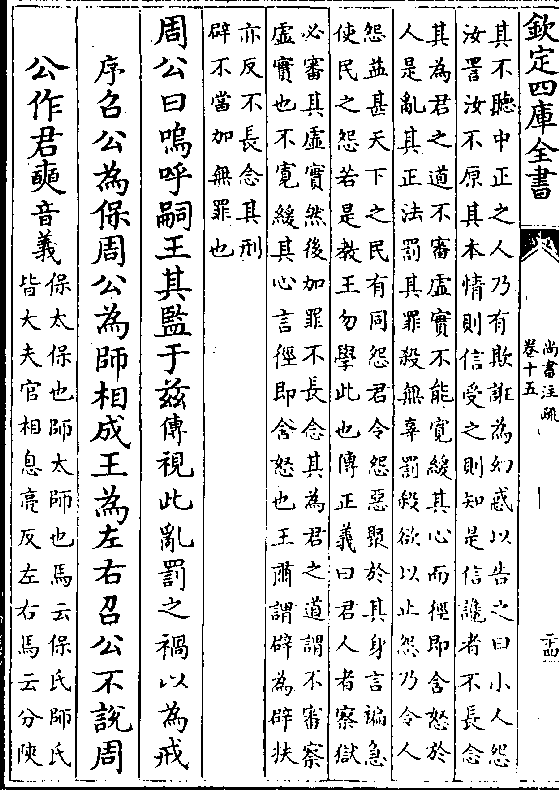 欽定四庫全書
尚書注疏
卷十五
二十四
其不聽中正之人乃有欺誑為幻惑以告之曰小人怨
汝詈汝不原其本情則信受之則知是信讒者不長念
其為君之道不審虛實不能寛緩其心而徑即含怒於
人是亂其正法罰其罪殺無辜罰殺欲以止怨乃令人
怨益甚天下之民有同怨君令怨惡聚於其身言褊急
使民之怨若是教王勿學此也傳正義曰君人者察獄
必審其虛實然後加罪不長念其為君之道謂不審察
虛實也不寛緩其心言徑即含怒也王肅謂辟為辟扶
亦反不長念其刑
辟不當加無罪也
周公曰嗚呼嗣王其監于兹傳視此亂罰之禍以為戒
序召公為保周公為師相成王為左右召公不說周
公作君奭音義
保太保也師太師也馬云保氏師氏
皆大夫官相息亮反左右馬云分陜